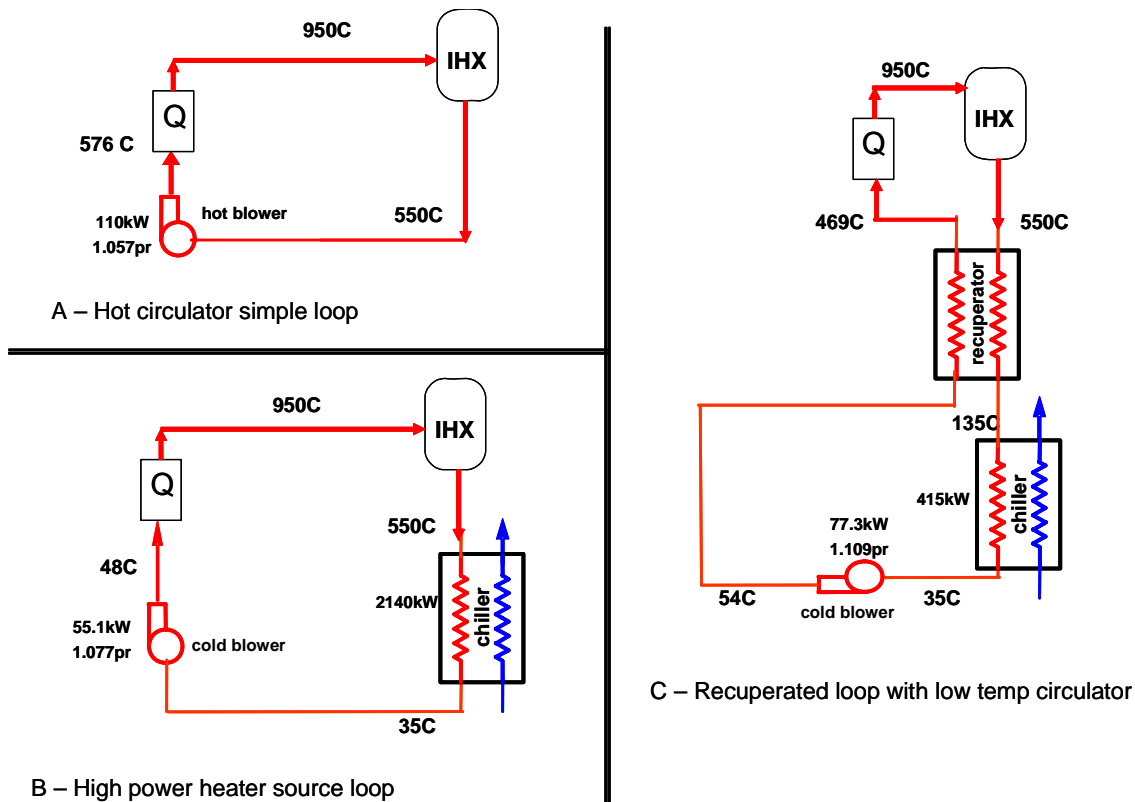 950C
IHX
Q
576 C
hot blower
110kW
1.057pr
550C
A – Hot circulator simple loop
950C
IHX
Q
550C
48C
2140kW
chiller
55.1kW
1.077pr
cold blower
35C
B – High power heater source loop
950C
IHX
Q
469C
550C
recuperator
135C
415kW
chiller
77.3kW
1.109pr
54C
cold blower
35C
C – Recuperated loop with low temp circulator